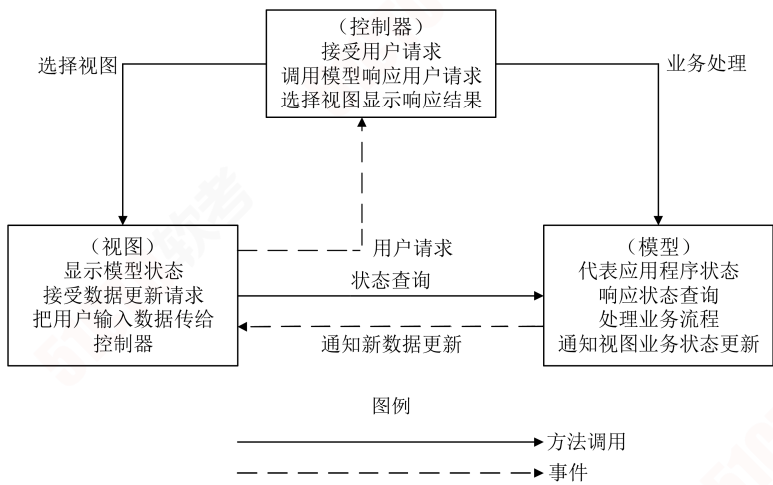 （控制器）
接受用户请求
调用模型响应用户请求
选择视图显示响应结果
选择视图
业务处理
（视图）
显示模型状态
接受数据更新请求
把用户输入数据传给
控制器
用户请求
状态查询
通知新数据更新
（模型）
代表应用程序状态
响应状态查询
处理业务流程
通知视图业务状态更新
图例
方法调用
事件
软考